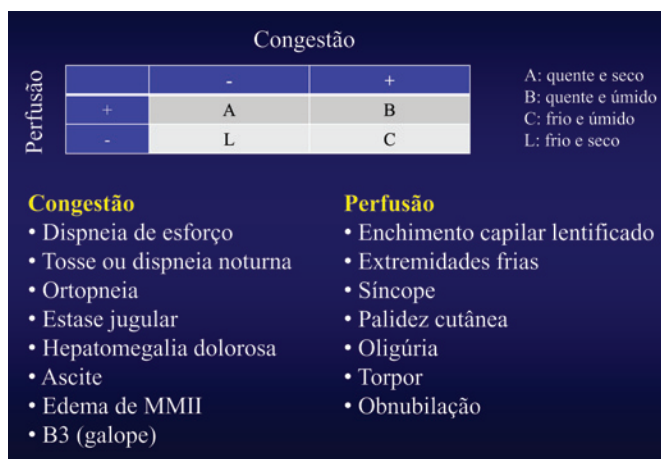 Congestão
Perfusão
- +
+ A B
- L C
A: quente e seco
B: quente e úmido
C: frio e úmido
L: frio e seco
Congestão
• Dispneia de esforço
• Tosse ou dispneia noturna
• Ortopneia
• Estase jugular
• Hepatomegalia dolorosa
• Ascite
• Edema de MMII
• B3 (galope)
Perfusão
• Enchimento capilar lentificado
• Extremidades frias
• Síncope
• Palidez cutânea
• Oligúria
• Torpor
• Obnubilação